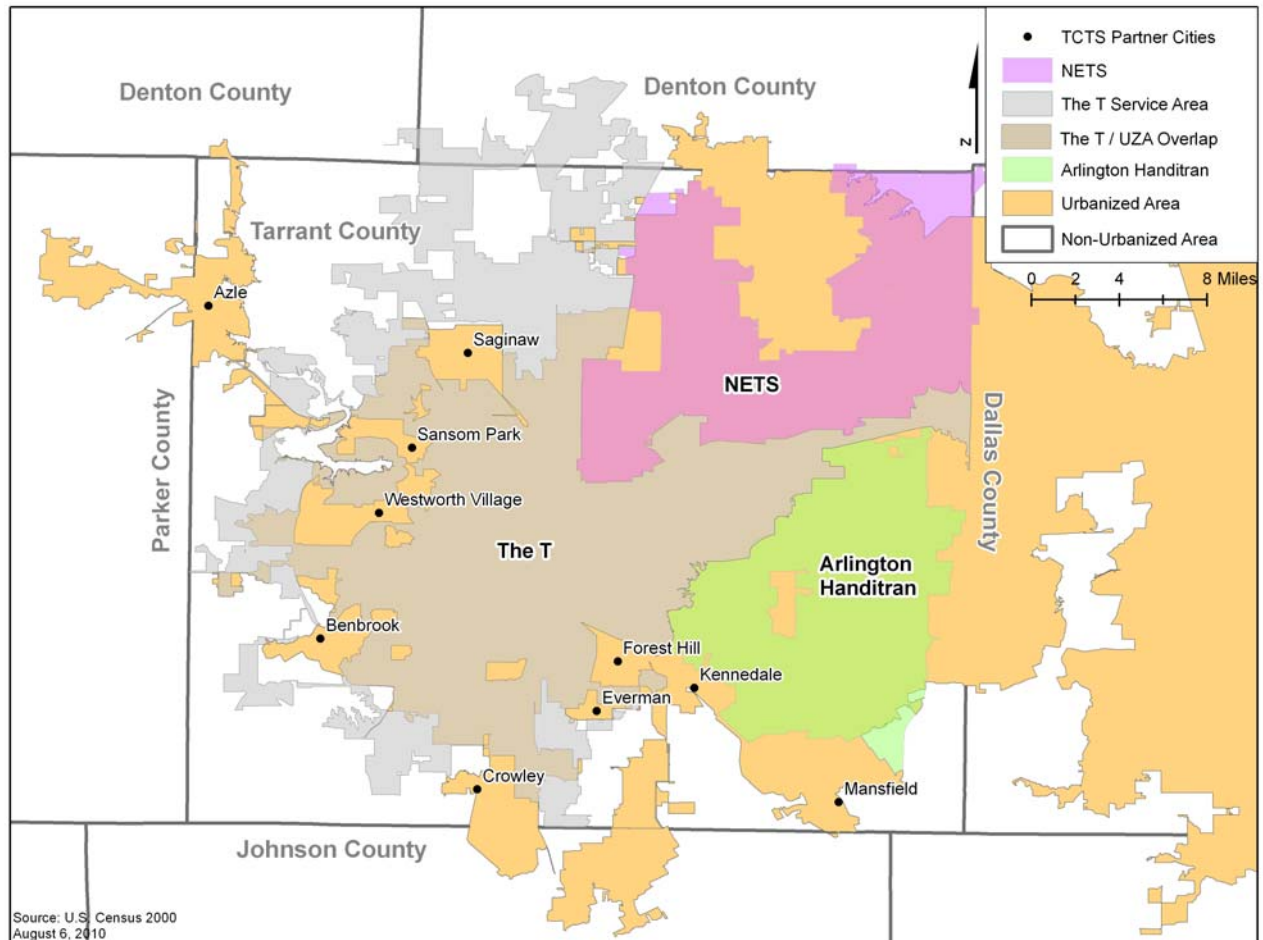 Denton County
Denton County
Tarrant County
Azle
Saginaw
NETS
Parker County
Sansom Park
Dallas County
Westworth Village
The T
Arlington
Handitran
Benbrook
Forest Hill
Kennedale
Everman
Crowley
Mansfield
Johnson County
TCTS Partner Cities
NETS
The T Service Area
The T / UZA Overlap
Arlington Handitran
Urbanized Area
Non-Urbanized Area
N
0 2 4 8 Miles
Source: U.S. Census 2000
August 6, 2010